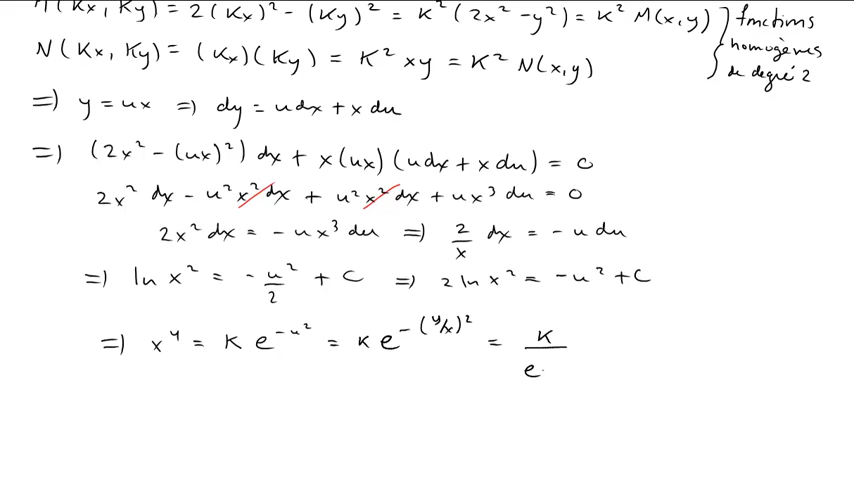 M(Kx, Ky) = 2(Kx)² - (Ky)² = K²(2x² - y²) = K² M(x,y) } fonctions
N(Kx, Ky) = (Kx)(Ky) = K² xy = K² N(x,y) homogènes
de degré 2
=> y = ux => dy = udx + x du
=> (2x² - (ux)²) dx + x(ux)(udx + x du) = 0
2x² dx - u²x²dx + u²x²dx + ux³ du = 0
2x² dx = - ux³ du => 2/x dx = - u du
=> ln x² = - u²/2 + C => 2 ln x² = -u² + C
=> x⁴ = K e^(-u²) = K e^(-(y/x)²) = K/e